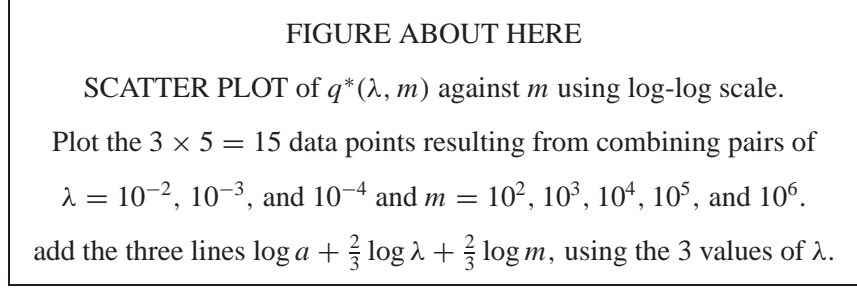 FIGURE ABOUT HERE
SCATTER PLOT of q*(λ, m) against m using log-log scale.
Plot the 3 × 5 = 15 data points resulting from combining pairs of
λ = 10⁻², 10⁻³, and 10⁻⁴ and m = 10², 10³, 10⁴, 10⁵, and 10⁶.
add the three lines log a + 2/3 log λ + 2/3 log m, using the 3 values of λ.